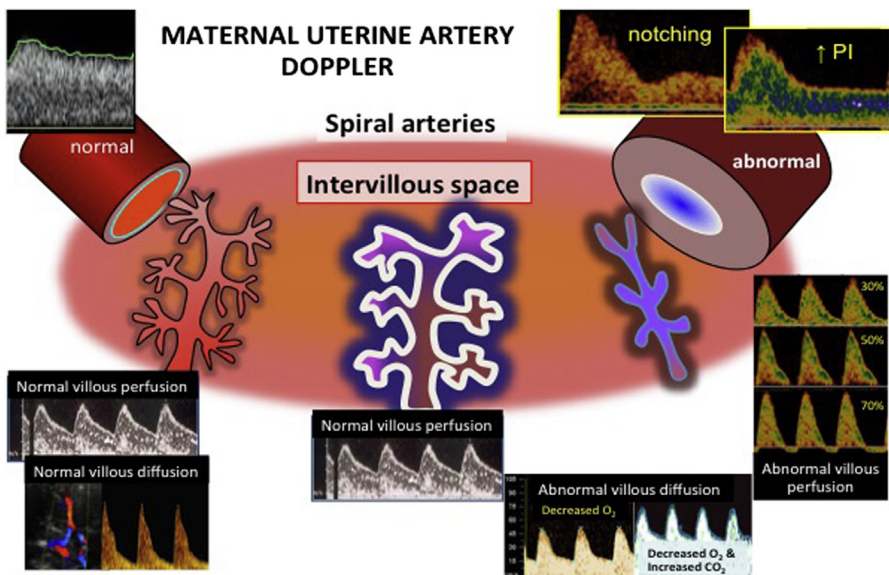 MATERNAL UTERINE ARTERY
DOPPLER
notching
↑ PI
normal
Spiral arteries
abnormal
Intervillous space
30%
50%
70%
Abnormal villous
perfusion
Normal villous perfusion
Normal villous diffusion
Normal villous perfusion
Abnormal villous diffusion
Decreased O₂
Decreased O₂ &
Increased CO₂